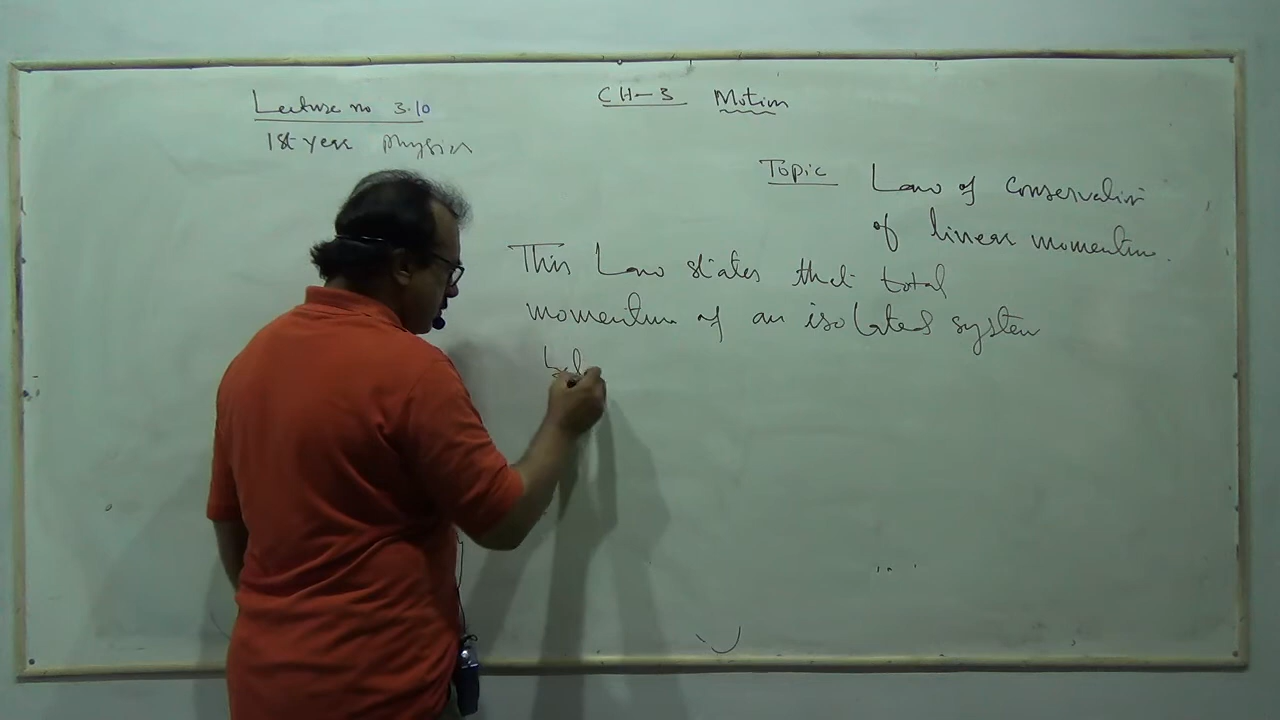 Lecture no 3.10
CH-3 Motion
1st year physics
Topic Law of conservation
of linear momentum.
This Law states that total
momentum of an isolated system